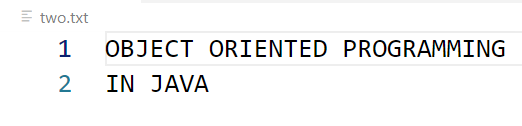 two.txt
1 OBJECT ORIENTED PROGRAMMING
2 IN JAVA